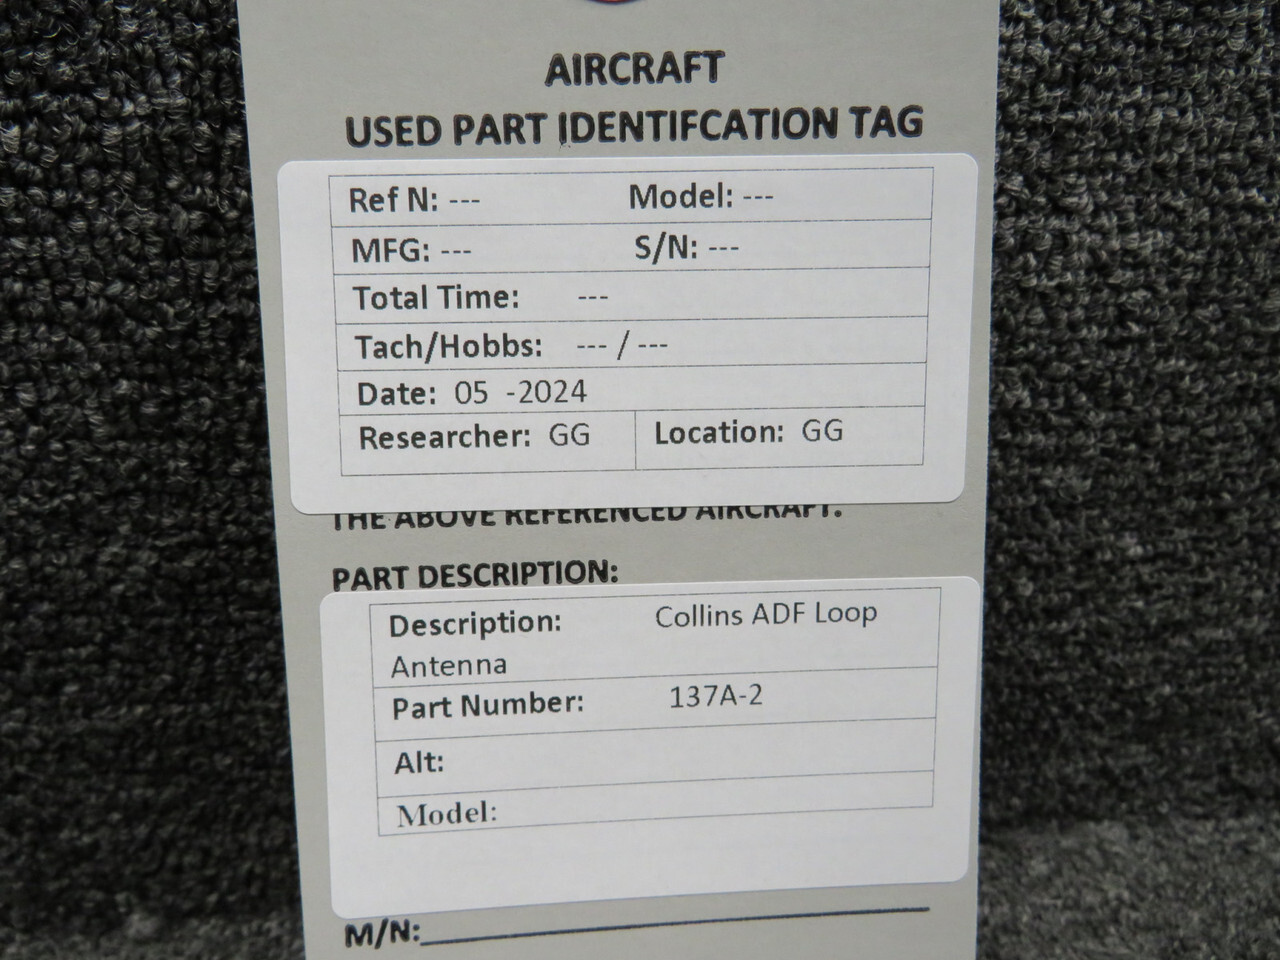 AIRCRAFT
USED PART IDENTIFCATION TAG
Ref N: --- Model: ---
MFG: --- S/N: ---
Total Time: ---
Tach/Hobbs: --- / ---
Date: 05 -2024
Researcher: GG Location: GG
THE ABOVE REFERENCED AIRCRAFT.
PART DESCRIPTION:
Description: Collins ADF Loop
Antenna
Part Number: 137A-2
Alt:
Model:
M/N: